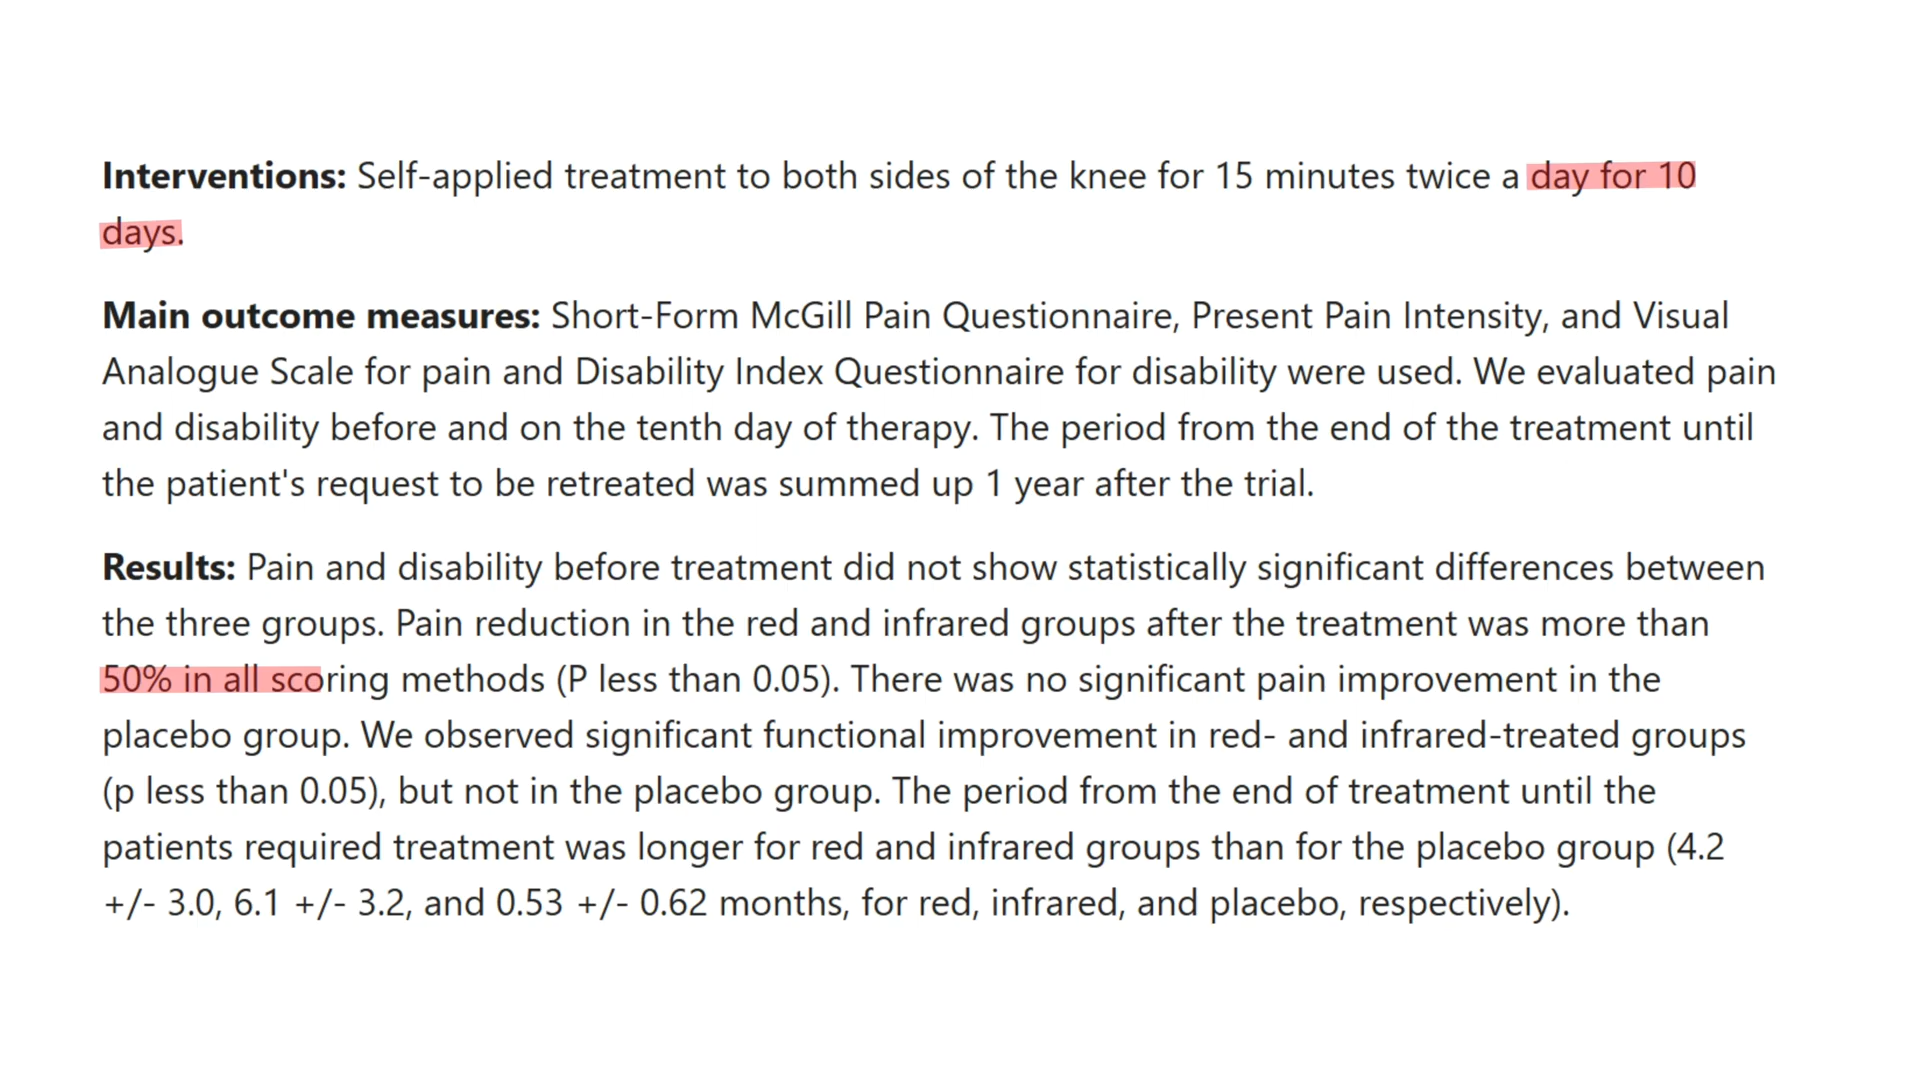 Interventions: Self-applied treatment to both sides of the knee for 15 minutes twice a day for 10
days.
Main outcome measures: Short-Form McGill Pain Questionnaire, Present Pain Intensity, and Visual
Analogue Scale for pain and Disability Index Questionnaire for disability were used. We evaluated pain
and disability before and on the tenth day of therapy. The period from the end of the treatment until
the patient's request to be retreated was summed up 1 year after the trial.
Results: Pain and disability before treatment did not show statistically significant differences between
the three groups. Pain reduction in the red and infrared groups after the treatment was more than
50% in all scoring methods (P less than 0.05). There was no significant pain improvement in the
placebo group. We observed significant functional improvement in red- and infrared-treated groups
(p less than 0.05), but not in the placebo group. The period from the end of treatment until the
patients required treatment was longer for red and infrared groups than for the placebo group (4.2
+/- 3.0, 6.1 +/- 3.2, and 0.53 +/- 0.62 months, for red, infrared, and placebo, respectively).